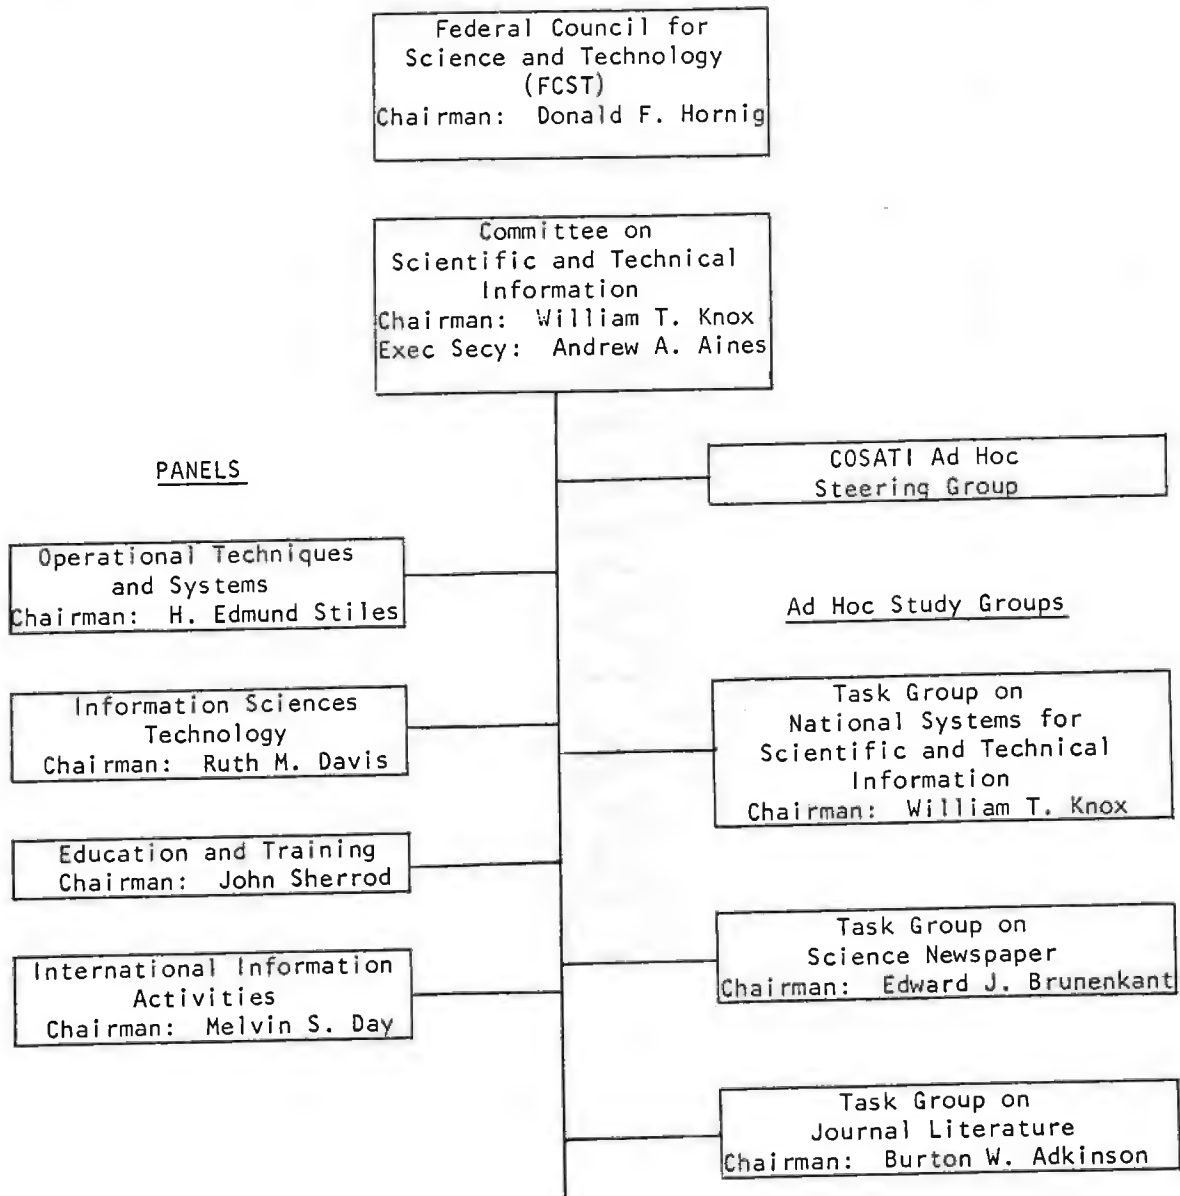 Federal Council for
Science and Technology
(FCST)
Chairman: Donald F. Hornig
Committee on
Scientific and Technical
Information
Chairman: William T. Knox
Exec Secy: Andrew A. Aines
PANELS
Operational Techniques
and Systems
Chairman: H. Edmund Stiles
Information Sciences
Technology
Chairman: Ruth M. Davis
Education and Training
Chairman: John Sherrod
International Information
Activities
Chairman: Melvin S. Day
COSATI Ad Hoc
Steering Group
Ad Hoc Study Groups
Task Group on
National Systems for
Scientific and Technical
Information
Chairman: William T. Knox
Task Group on
Science Newspaper
Chairman: Edward J. Brunenkant
Task Group on
Journal Literature
Chairman: Burton W. Adkinson